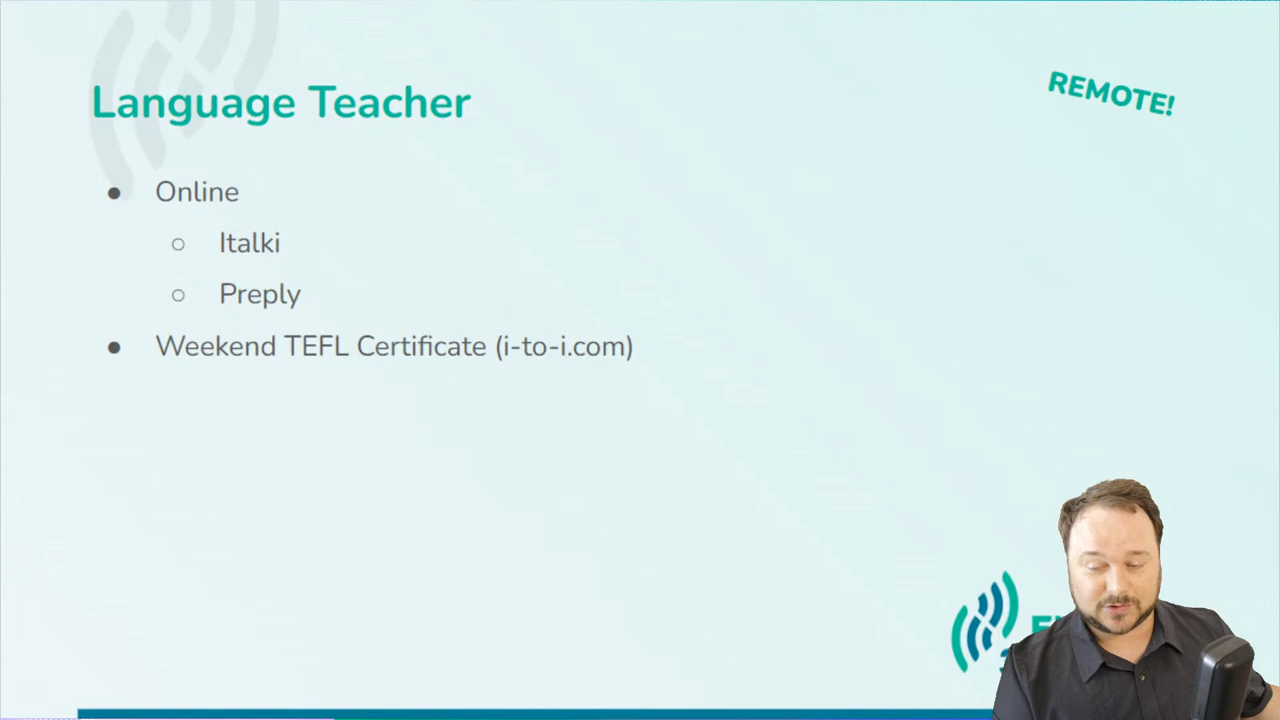 Language Teacher
REMOTE!
● Online
○ Italki
○ Preply
● Weekend TEFL Certificate (i-to-i.com)